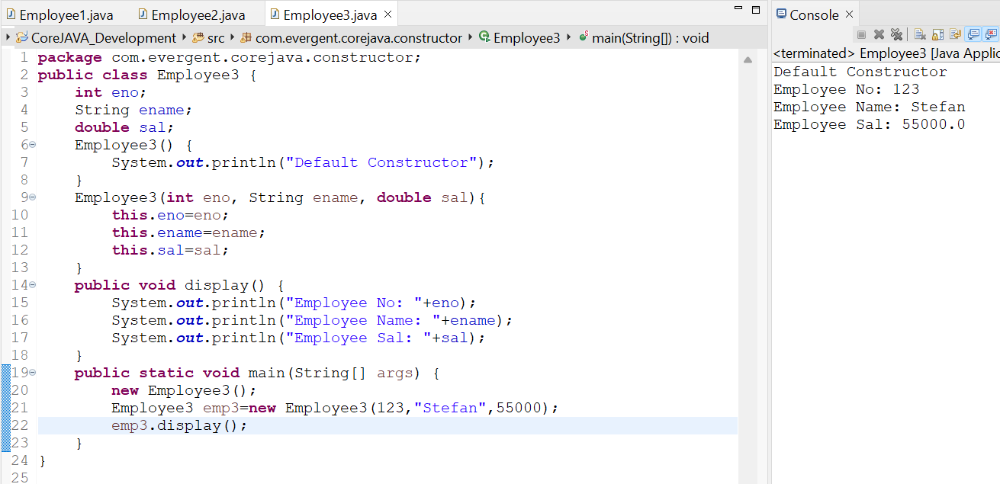 Employee1.java Employee2.java Employee3.java
CoreJAVA_Development src com.evergent.corejava.constructor Employee3 main(String[]) : void
1 package com.evergent.corejava.constructor;
2 public class Employee3 {
3 int eno;
4 String ename;
5 double sal;
6 Employee3() {
7 System.out.println("Default Constructor");
8 }
9 Employee3(int eno, String ename, double sal){
10 this.eno=eno;
11 this.ename=ename;
12 this.sal=sal;
13 }
14 public void display() {
15 System.out.println("Employee No: "+eno);
16 System.out.println("Employee Name: "+ename);
17 System.out.println("Employee Sal: "+sal);
18 }
19 public static void main(String[] args) {
20 new Employee3();
21 Employee3 emp3=new Employee3(123,"Stefan",55000);
22 emp3.display();
23 }
24 }
25
Console
<terminated> Employee3 [Java Applic
Default Constructor
Employee No: 123
Employee Name: Stefan
Employee Sal: 55000.0